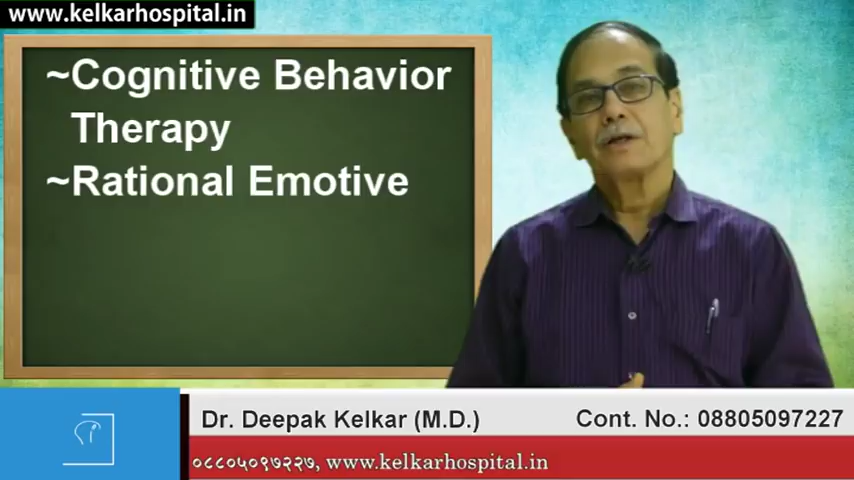 www.kelkarhospital.in
~Cognitive Behavior
Therapy
~Rational Emotive
Dr. Deepak Kelkar (M.D.)
Cont. No.: 08805097227
०८८०५०९७२२७, www.kelkarhospital.in